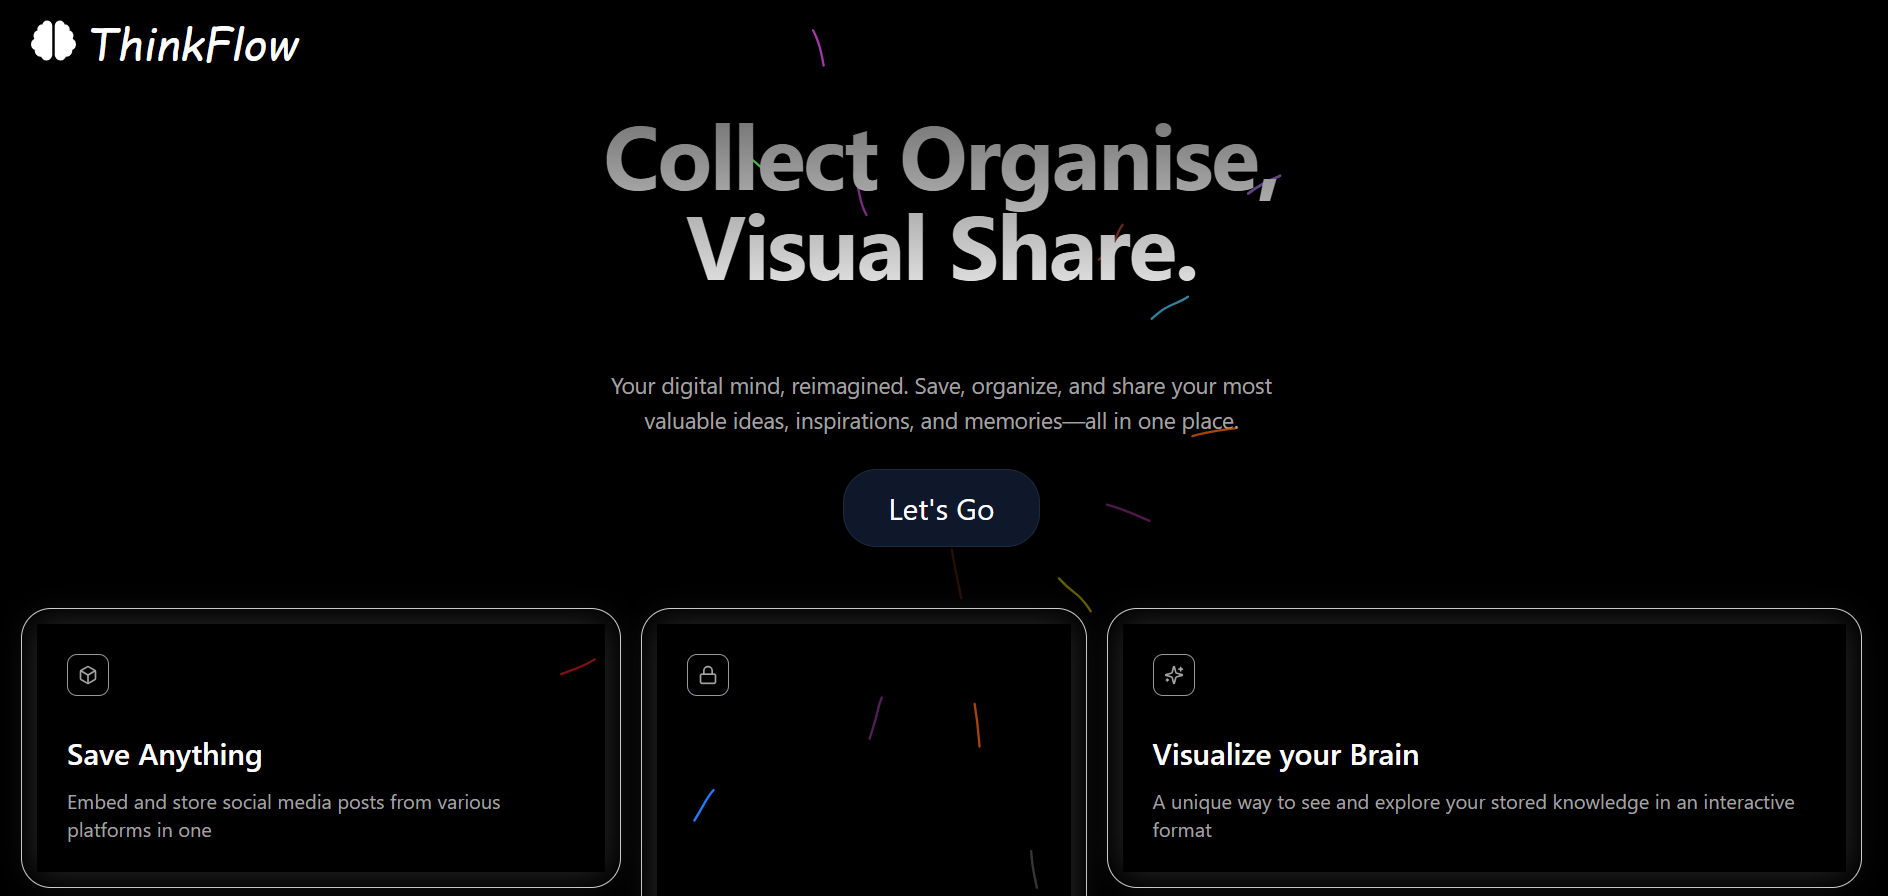 ThinkFlow
Collect Organise,
Visual Share.
Your digital mind, reimagined. Save, organize, and share your most
valuable ideas, inspirations, and memories—all in one place.
Let's Go
Save Anything
Embed and store social media posts from various
platforms in one
Visualize your Brain
A unique way to see and explore your stored knowledge in an interactive
format